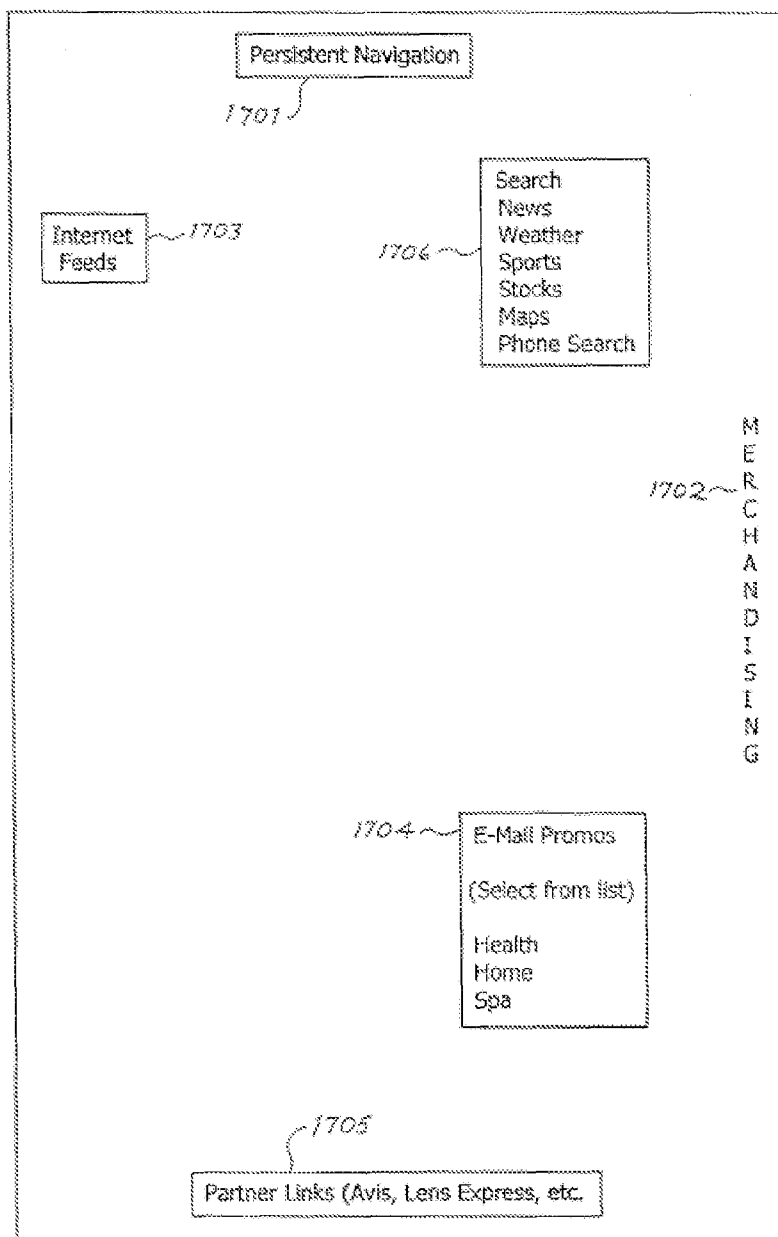 Persistent Navigation
1701
Internet
Feeds
1703
1706
Search
News
Weather
Sports
Stocks
Maps
Phone Search
1702
M
E
R
C
H
A
N
D
I
S
I
N
G
1704
E-Mail Promos
(Select from list)
Health
Home
Spa
1705
Partner Links (Avis, Lens Express, etc.